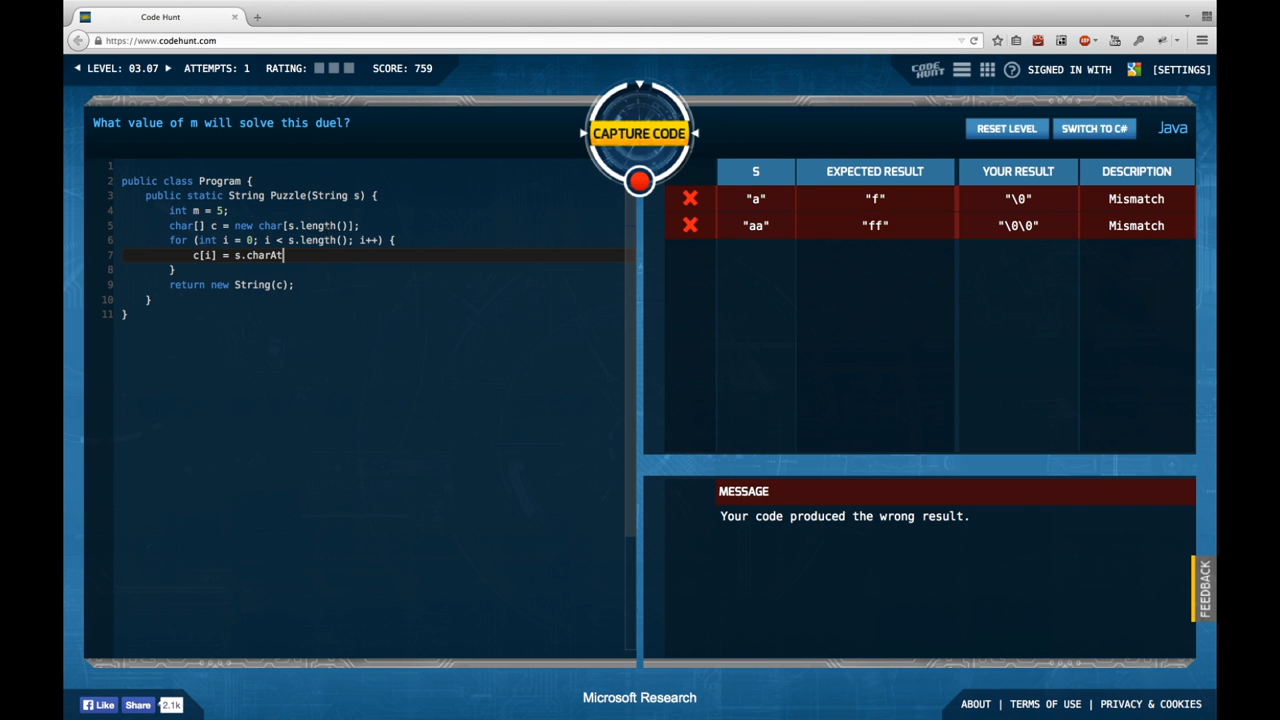 Code Hunt
https://www.codehunt.com
LEVEL: 03.07 ATTEMPTS: 1 RATING: SCORE: 759
CODE HUNT
SIGNED IN WITH [SETTINGS]
CAPTURE CODE
What value of m will solve this duel?
RESET LEVEL SWITCH TO C# Java
1
2 public class Program {
3 public static String Puzzle(String s) {
4 int m = 5;
5 char[] c = new char[s.length()];
6 for (int i = 0; i < s.length(); i++) {
7 c[i] = s.charAt
8 }
9 return new String(c);
10 }
11 }
S EXPECTED RESULT YOUR RESULT DESCRIPTION
"a" "f" "\0" Mismatch
"aa" "ff" "\0\0" Mismatch
MESSAGE
Your code produced the wrong result.
FEEDBACK
Like Share 2.1k
Microsoft Research
ABOUT | TERMS OF USE | PRIVACY & COOKIES